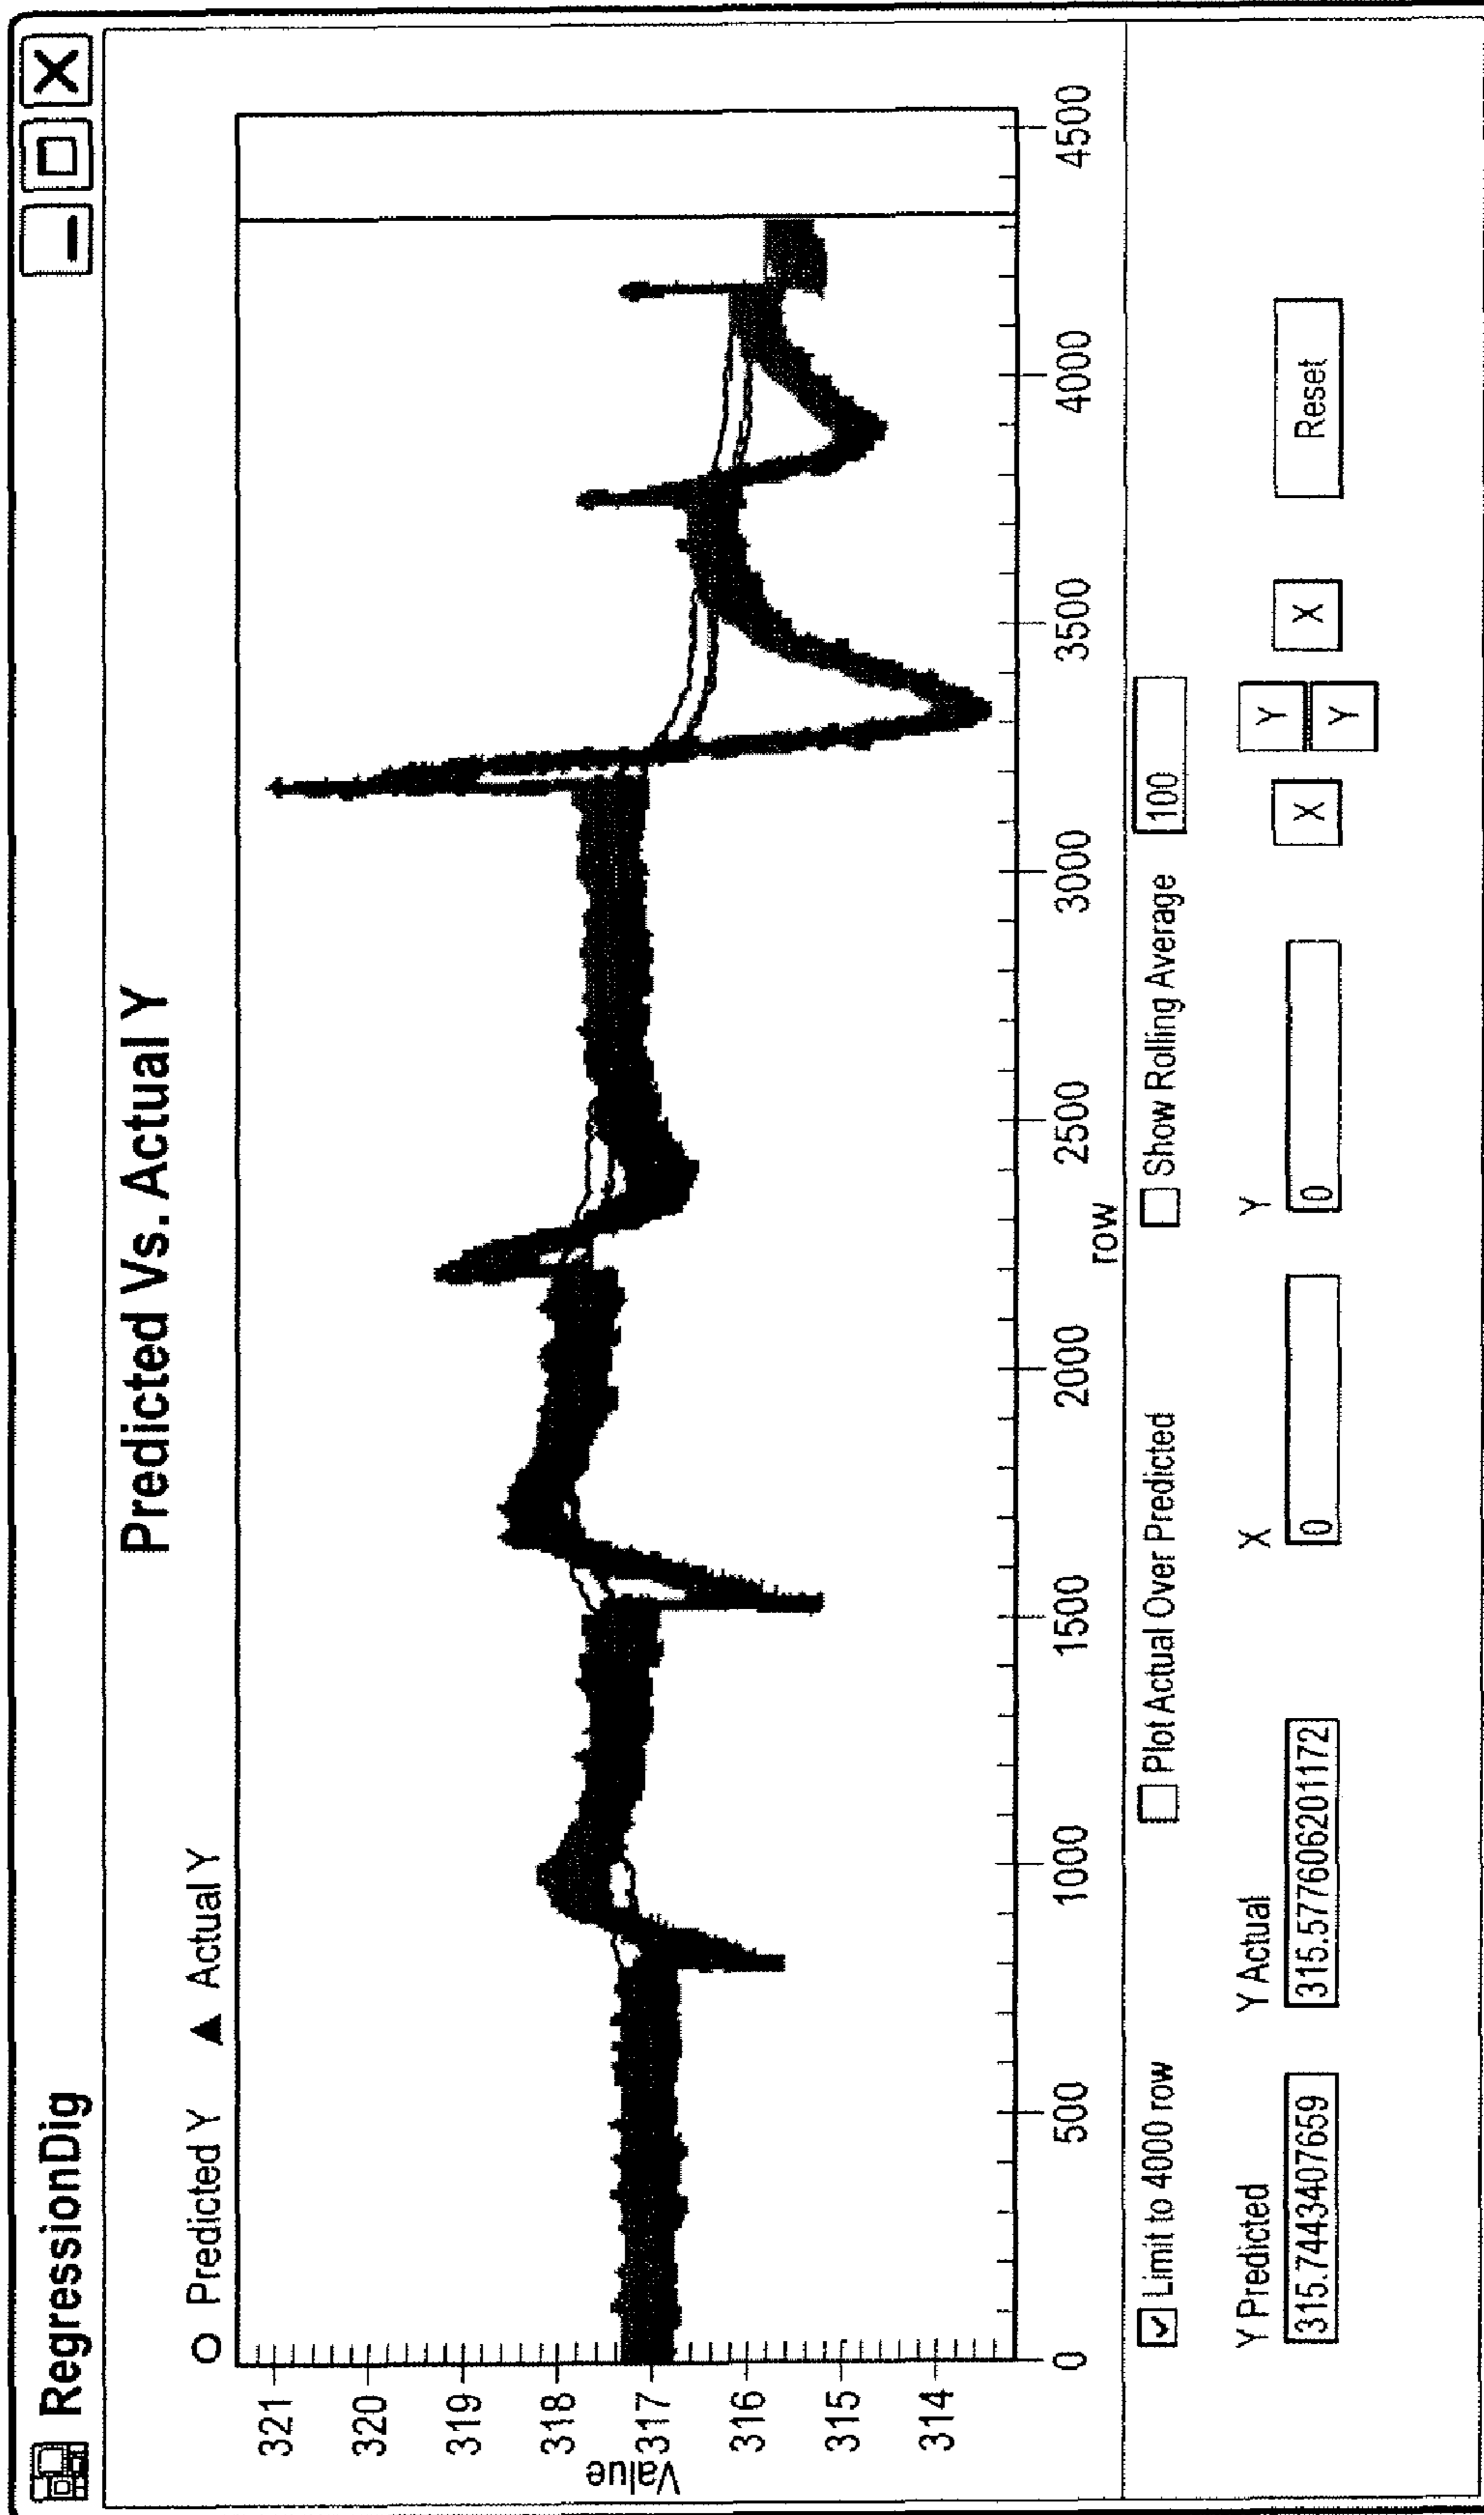 RegressionDig
Predicted Vs. Actual Y
Predicted Y Actual Y
Value
321
320
319
318
317
316
315
314
0 500 1000 1500 2000 2500 3000 3500 4000 4500
row
Limit to 4000 row Plot Actual Over Predicted Show Rolling Average 100
Y Predicted Y Actual X Y
315.744340​7659 315.577606201172 0 0
X Y Y X Reset